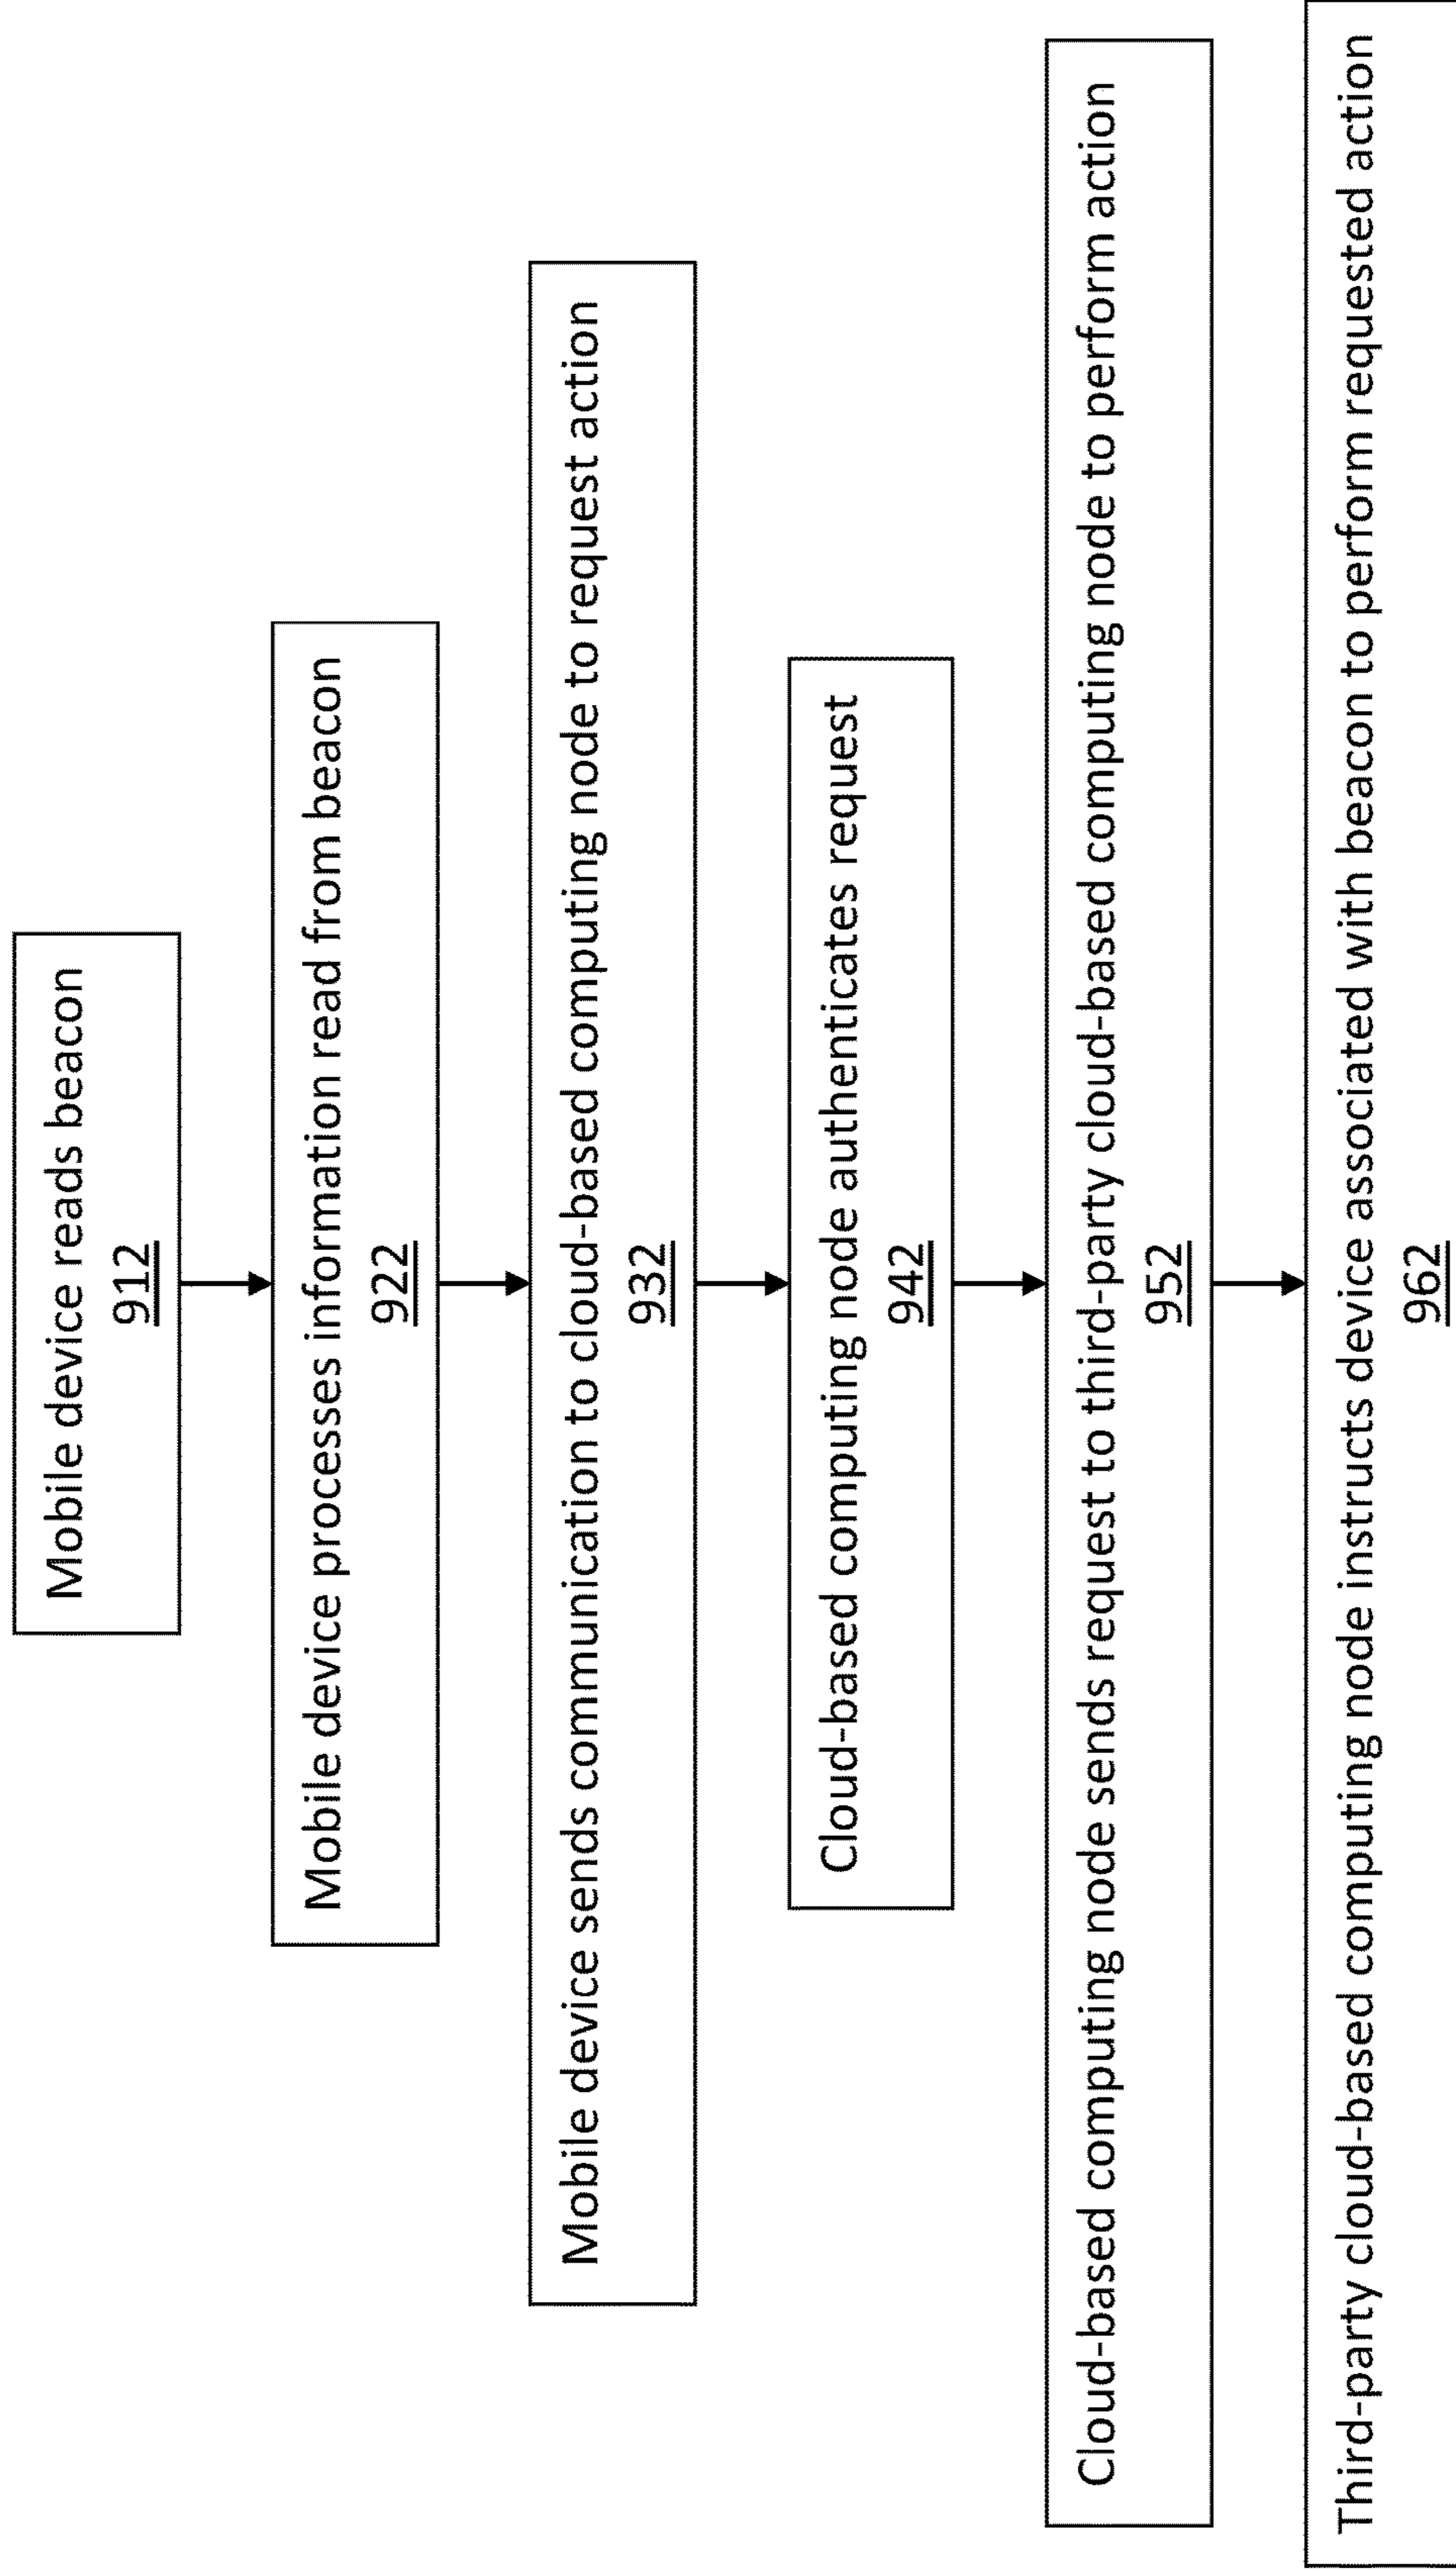 Mobile device reads beacon
912
Mobile device processes information read from beacon
922
Mobile device sends communication to cloud-based computing node to request action
932
Cloud-based computing node authenticates request
942
Cloud-based computing node sends request to third-party cloud-based computing node to perform action
952
Third-party cloud-based computing node instructs device associated with beacon to perform requested action
962